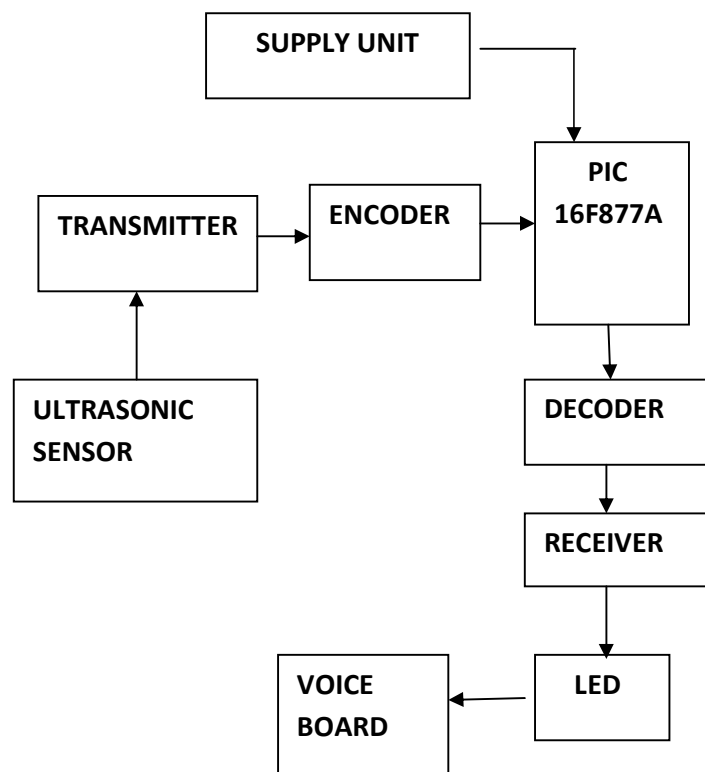 SUPPLY UNIT
PIC
16F877A
TRANSMITTER
ENCODER
ULTRASONIC
SENSOR
DECODER
RECEIVER
LED
VOICE
BOARD